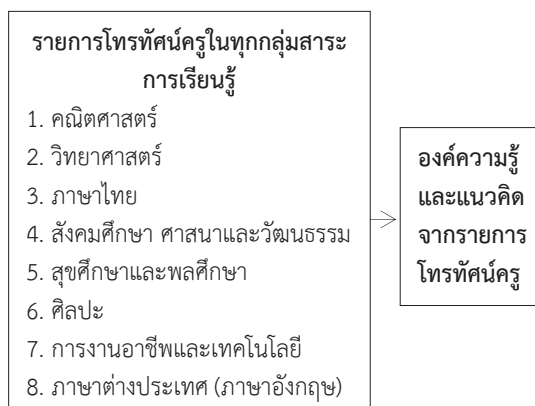 รายการโทรทัศน์ครูในทุกกลุ่มสาระ
การเรียนรู้
1. คณิตศาสตร์
2. วิทยาศาสตร์
3. ภาษาไทย
4. สังคมศึกษา ศาสนาและวัฒนธรรม
5. สุขศึกษาและพลศึกษา
6. ศิลปะ
7. การงานอาชีพและเทคโนโลยี
8. ภาษาต่างประเทศ (ภาษาอังกฤษ)
องค์ความรู้
และแนวคิด
จากรายการ
โทรทัศน์ครู